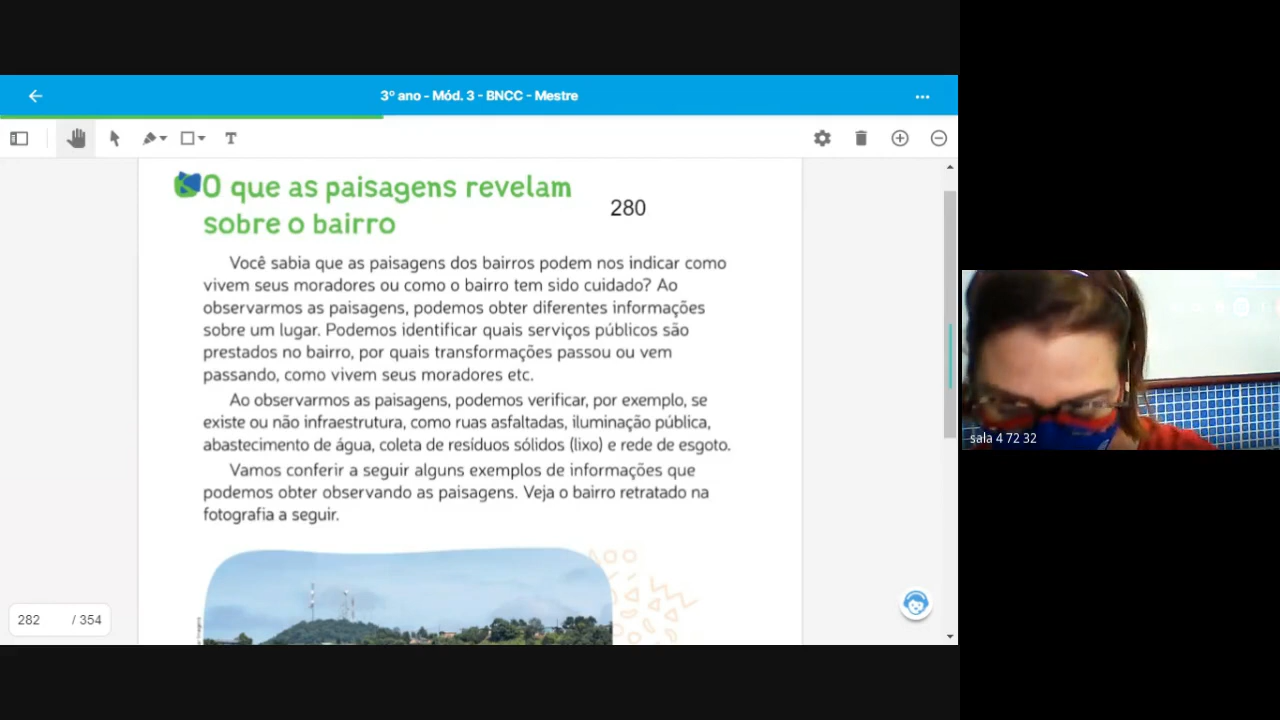 3º ano - Mód. 3 - BNCC - Mestre
O que as paisagens revelam
sobre o bairro
280
Você sabia que as paisagens dos bairros podem nos indicar como
vivem seus moradores ou como o bairro tem sido cuidado? Ao
observarmos as paisagens, podemos obter diferentes informações
sobre um lugar. Podemos identificar quais serviços públicos são
prestados no bairro, por quais transformações passou ou vem
passando, como vivem seus moradores etc.
Ao observarmos as paisagens, podemos verificar, por exemplo, se
existe ou não infraestrutura, como ruas asfaltadas, iluminação pública,
abastecimento de água, coleta de resíduos sólidos (lixo) e rede de esgoto.
Vamos conferir a seguir alguns exemplos de informações que
podemos obter observando as paisagens. Veja o bairro retratado na
fotografia a seguir.
282 / 354
sala 4 72 32